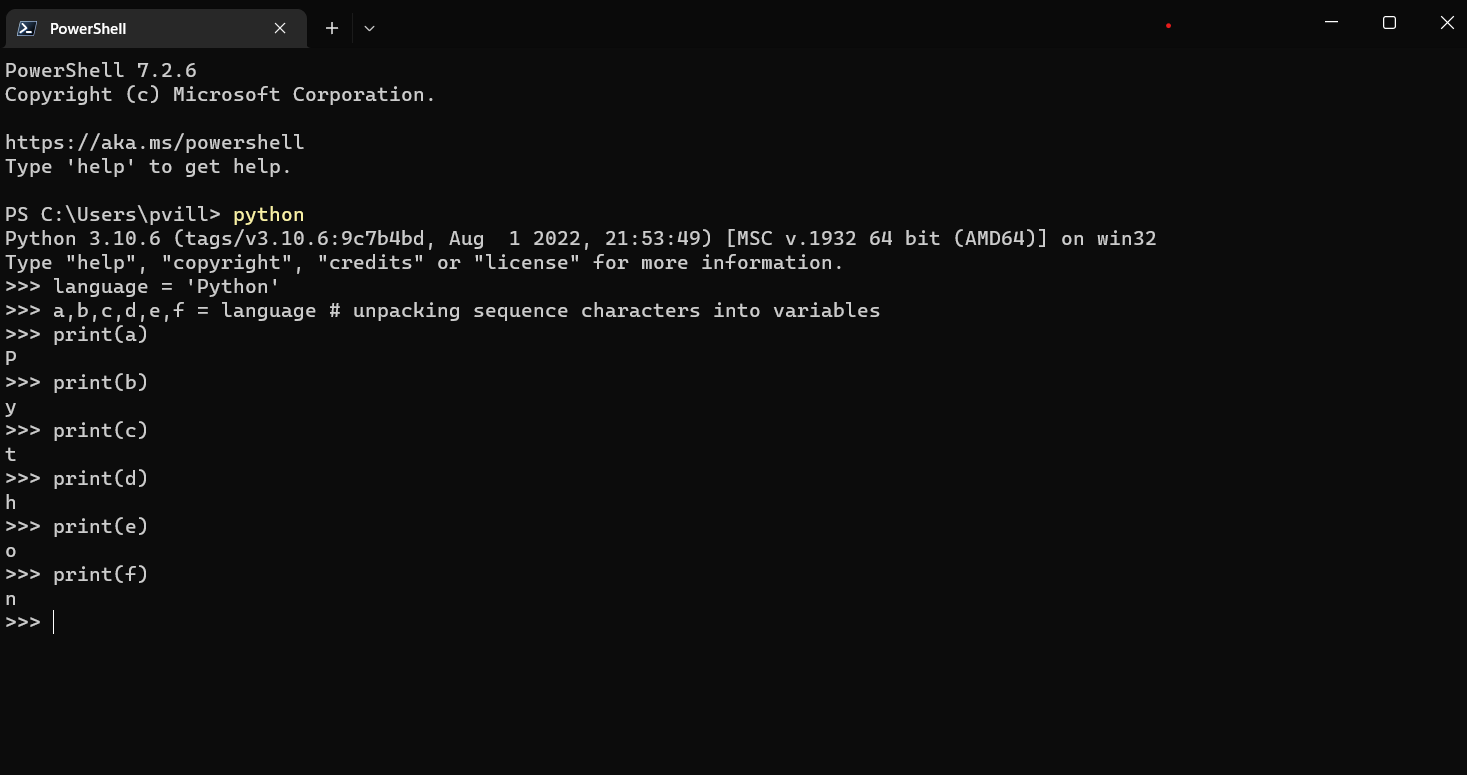 PowerShell
PowerShell 7.2.6
Copyright (c) Microsoft Corporation.
https://aka.ms/powershell
Type 'help' to get help.
PS C:\Users\pvill> python
Python 3.10.6 (tags/v3.10.6:9c7b4bd, Aug  1 2022, 21:53:49) [MSC v.1932 64 bit (AMD64)] on win32
Type "help", "copyright", "credits" or "license" for more information.
>>> language = 'Python'
>>> a,b,c,d,e,f = language # unpacking sequence characters into variables
>>> print(a)
P
>>> print(b)
y
>>> print(c)
t
>>> print(d)
h
>>> print(e)
o
>>> print(f)
n
>>>